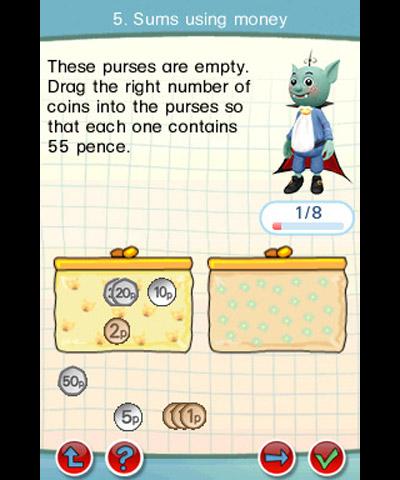 5. Sums using money
These purses are empty.
Drag the right number of
coins into the purses so
that each one contains
55 pence.
1/8
20p 10p
2p
50p
5p 1p
?